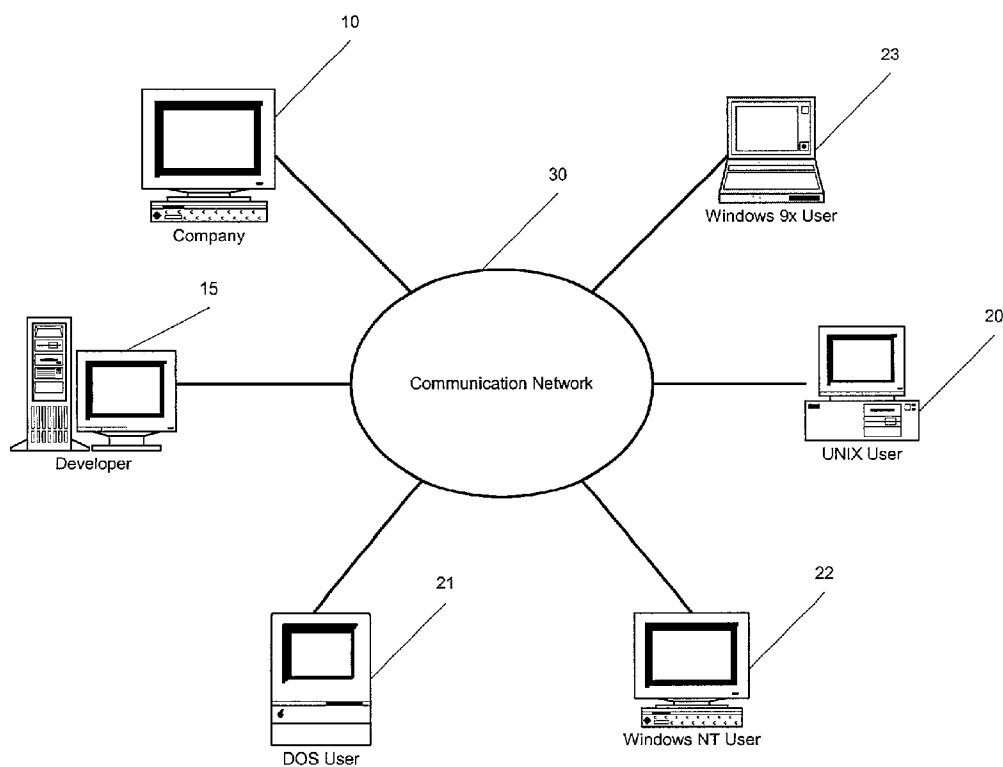 10
23
30
Company
Windows 9x User
15
20
Communication Network
Developer
UNIX User
21
22
DOS User
Windows NT User